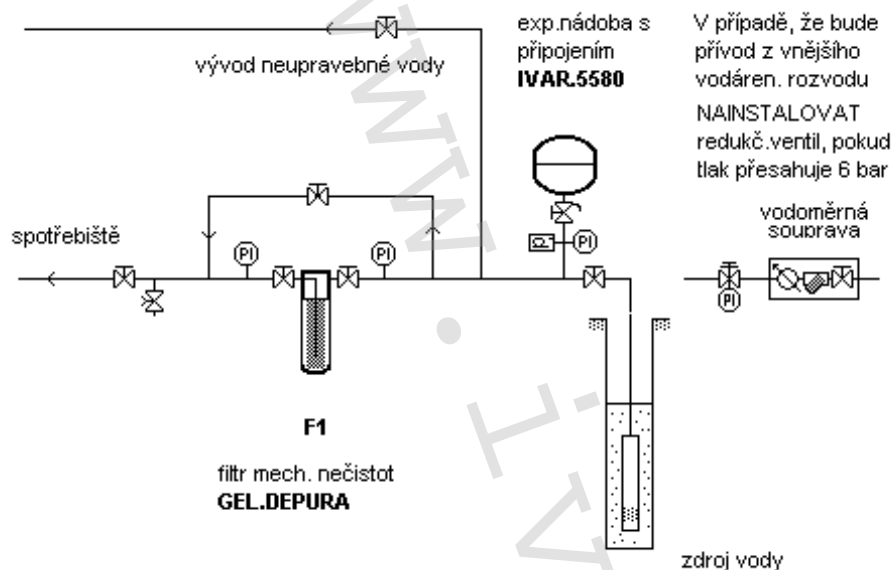 exp.nádoba s
připojením
IVAR.5580
V případě, že bude
přívod z vnějšího
vodáren. rozvodu
NAINSTALOVAT
redukč.ventil, pokud
tlak přesahuje 6 bar
vývod neupravebné vody
vodoměrná
souprava
spotřebiště
PI
PI
PI
PI
F1
filtr mech. nečistot
GEL.DEPURA
zdroj vody
www.iv